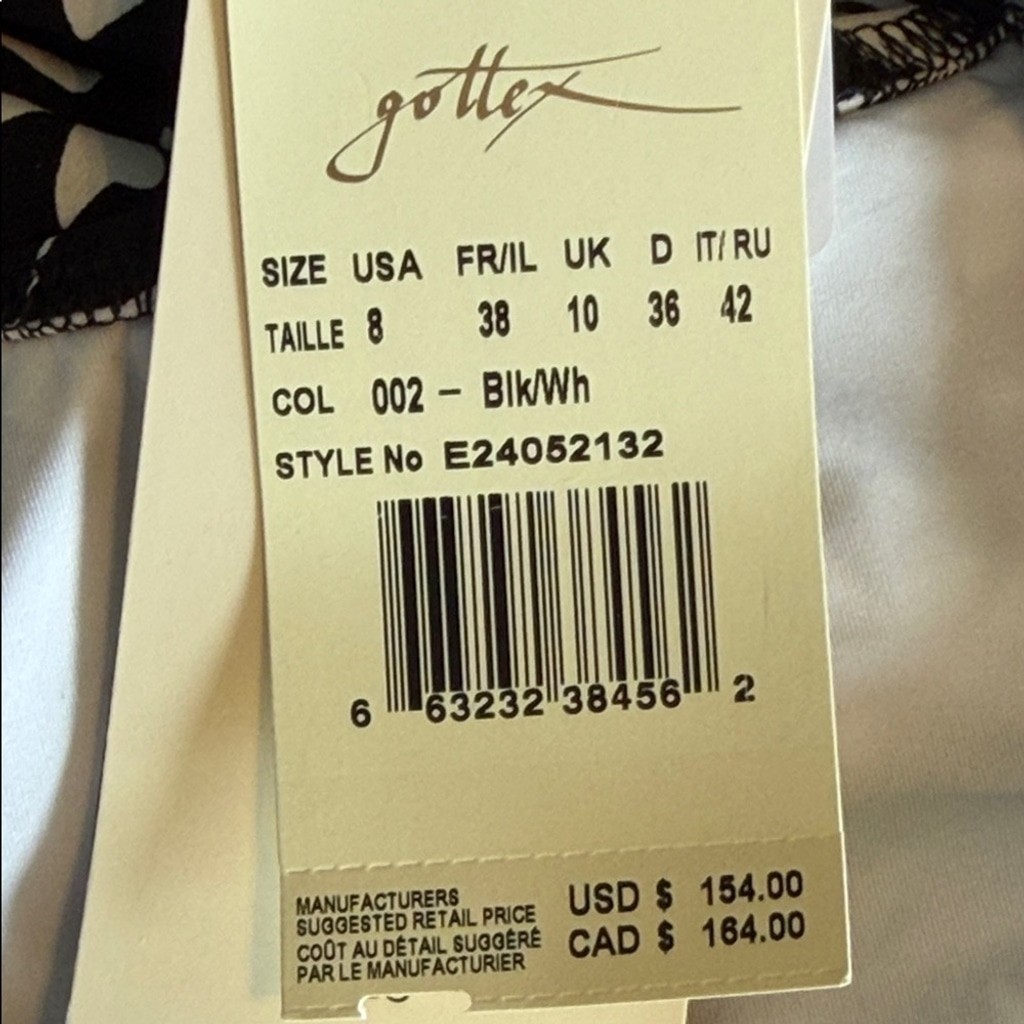 gottex
SIZE USA FR/IL UK D IT/ RU
TAILLE 8 38 10 36 42
COL 002 - Blk/Wh
STYLE No E24052132
6 63232 38456 2
MANUFACTURERS
SUGGESTED RETAIL PRICE
COÛT AU DÉTAIL SUGGÉRÉ
PAR LE MANUFACTURIER
USD $ 154.00
CAD $ 164.00